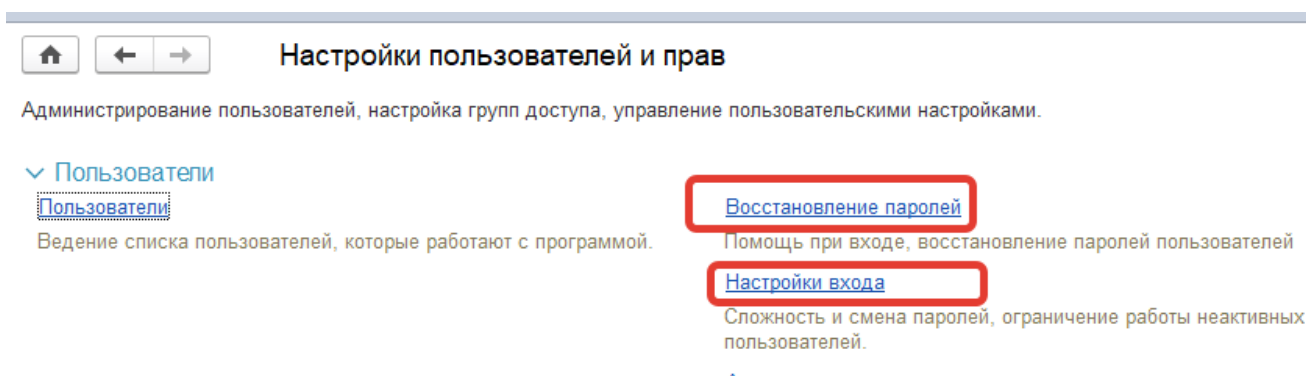 Настройки пользователей и прав
Администрирование пользователей, настройка групп доступа, управление пользовательскими настройками.
Пользователи
Пользователи
Ведение списка пользователей, которые работают с программой.
Восстановление паролей
Помощь при входе, восстановление паролей пользователей
Настройки входа
Сложность и смена паролей, ограничение работы неактивных
пользователей.